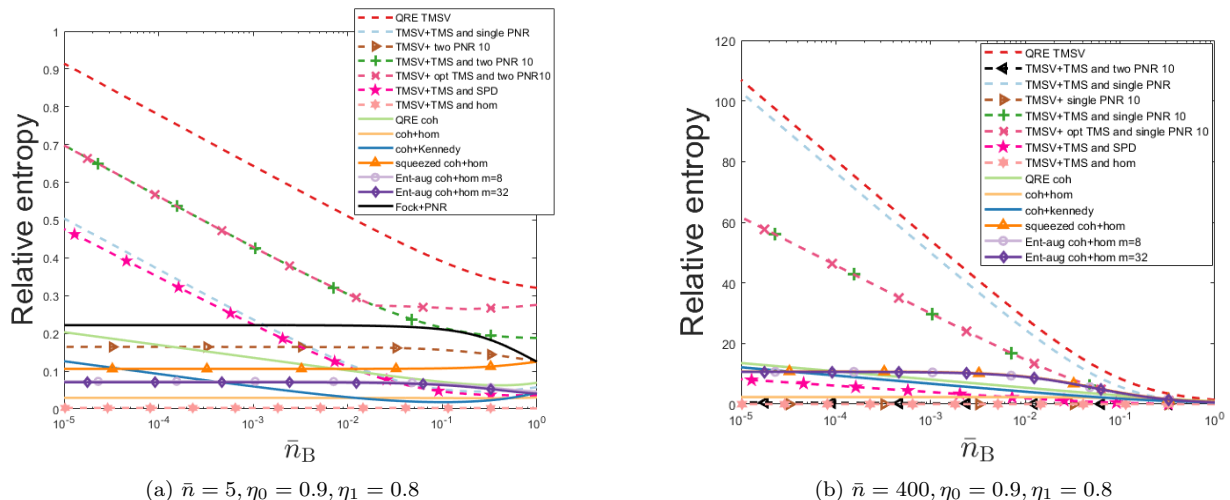 Relative entropy
1
0.9
0.8
0.7
0.6
0.5
0.4
0.3
0.2
0.1
0
10⁻⁵
10⁻⁴
10⁻³
10⁻²
10⁻¹
10⁰
n̄_B
QRE TMSV
TMSV+TMS and single PNR
TMSV+ two PNR 10
TMSV+TMS and two PNR 10
TMSV+ opt TMS and two PNR10
TMSV+TMS and SPD
TMSV+TMS and hom
QRE coh
coh+hom
coh+Kennedy
squeezed coh+hom
Ent-aug coh+hom m=8
Ent-aug coh+hom m=32
Fock+PNR
(a) n̄ = 5, η₀ = 0.9, η₁ = 0.8
Relative entropy
120
100
80
60
40
20
0
10⁻⁵
10⁻⁴
10⁻³
10⁻²
10⁻¹
10⁰
n̄_B
QRE TMSV
TMSV+TMS and two PNR 10
TMSV+TMS and single PNR
TMSV+ single PNR 10
TMSV+TMS and single PNR 10
TMSV+ opt TMS and single PNR 10
TMSV+TMS and SPD
TMSV+TMS and hom
QRE coh
coh+hom
coh+kennedy
squeezed coh+hom
Ent-aug coh+hom m=8
Ent-aug coh+hom m=32
(b) n̄ = 400, η₀ = 0.9, η₁ = 0.8